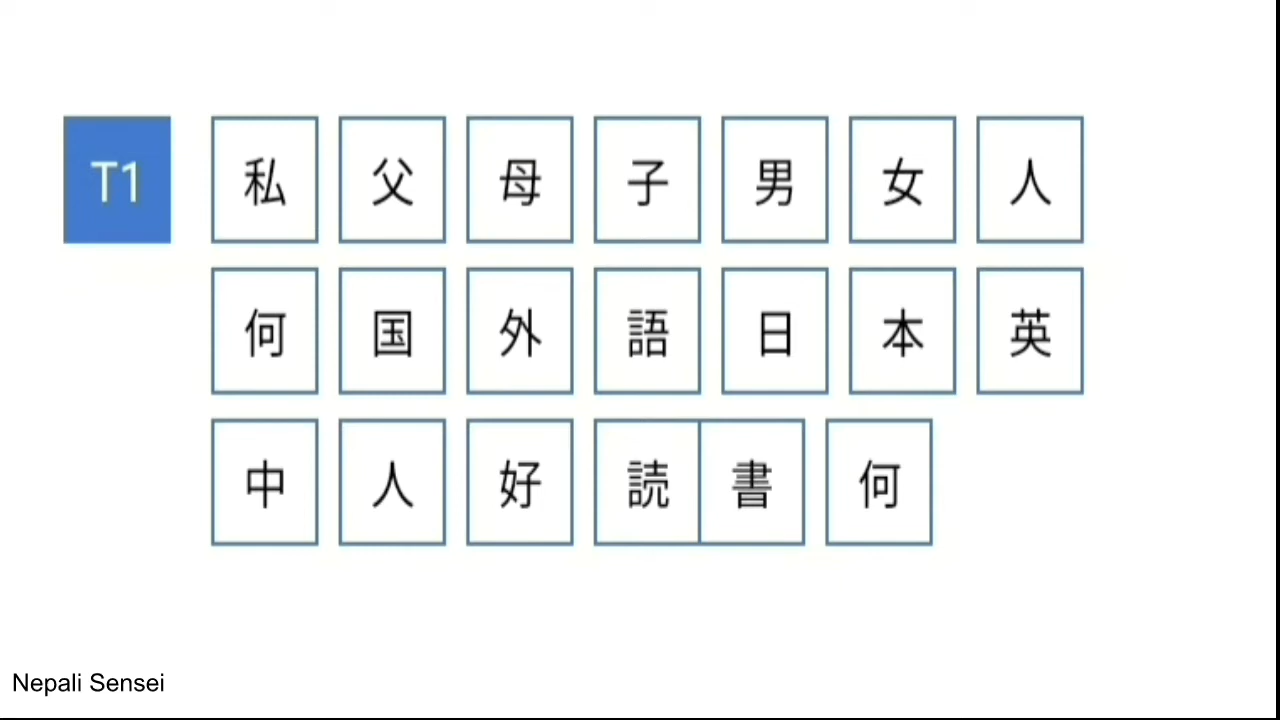 T1 私 父 母 子 男 女 人
何 国 外 語 日 本 英
中 人 好 読 書 何
Nepali Sensei